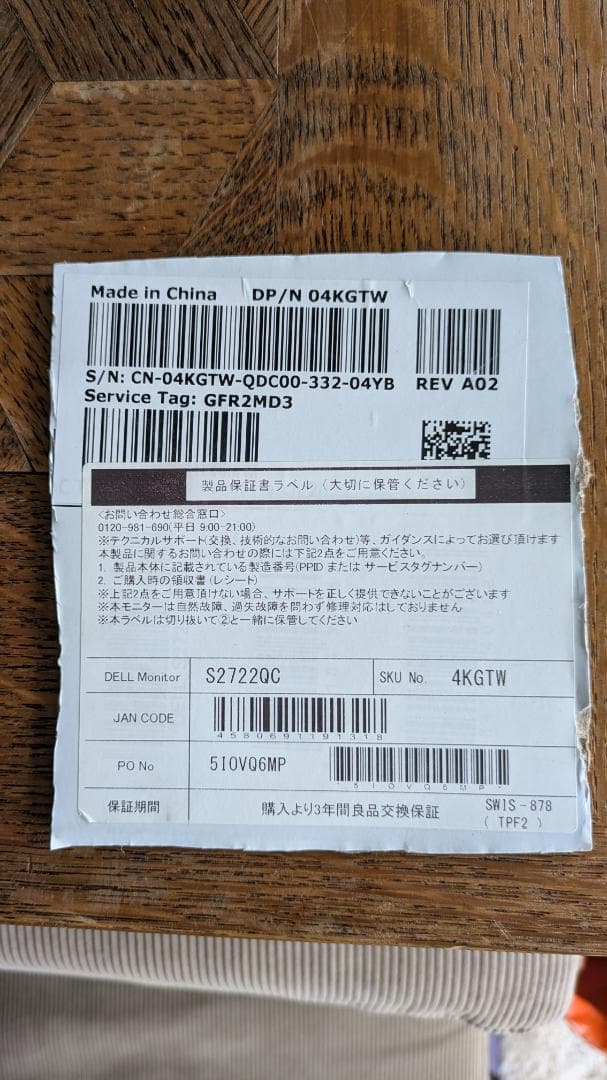 Made in China DP/N 04KGTW
S/N: CN-04KGTW-QDC00-332-04YB REV A02
Service Tag: GFR2MD3
製品保証書ラベル (大切に保管ください)
<お問い合わせ総合窓口>
0120-981-690(平日 9:00-21:00)
※テクニカルサポート(交換、技術的なお問い合わせ)等、ガイダンスによってお選び頂けます
本製品に関するお問い合わせの際には下記2点をご用意ください。
1. 製品本体に記載されている製造番号(PPID または サービスタグナンバー)
2. ご購入時の領収書(レシート)
※上記2点をご用意頂けない場合、サポートを正しく提供できないことがございます
※本モニターは自然故障、過失故障を問わず修理対応はしておりません
※本ラベルは切り抜いて②と一緒に保管してください
DELL Monitor S2722QC SKU No. 4KGTW
JAN CODE 4580691191318
PO No 5IOVQ6MP *5IOVQ6MP*
保証期間 購入より3年間良品交換保証 SWIS-878
(TPF2)